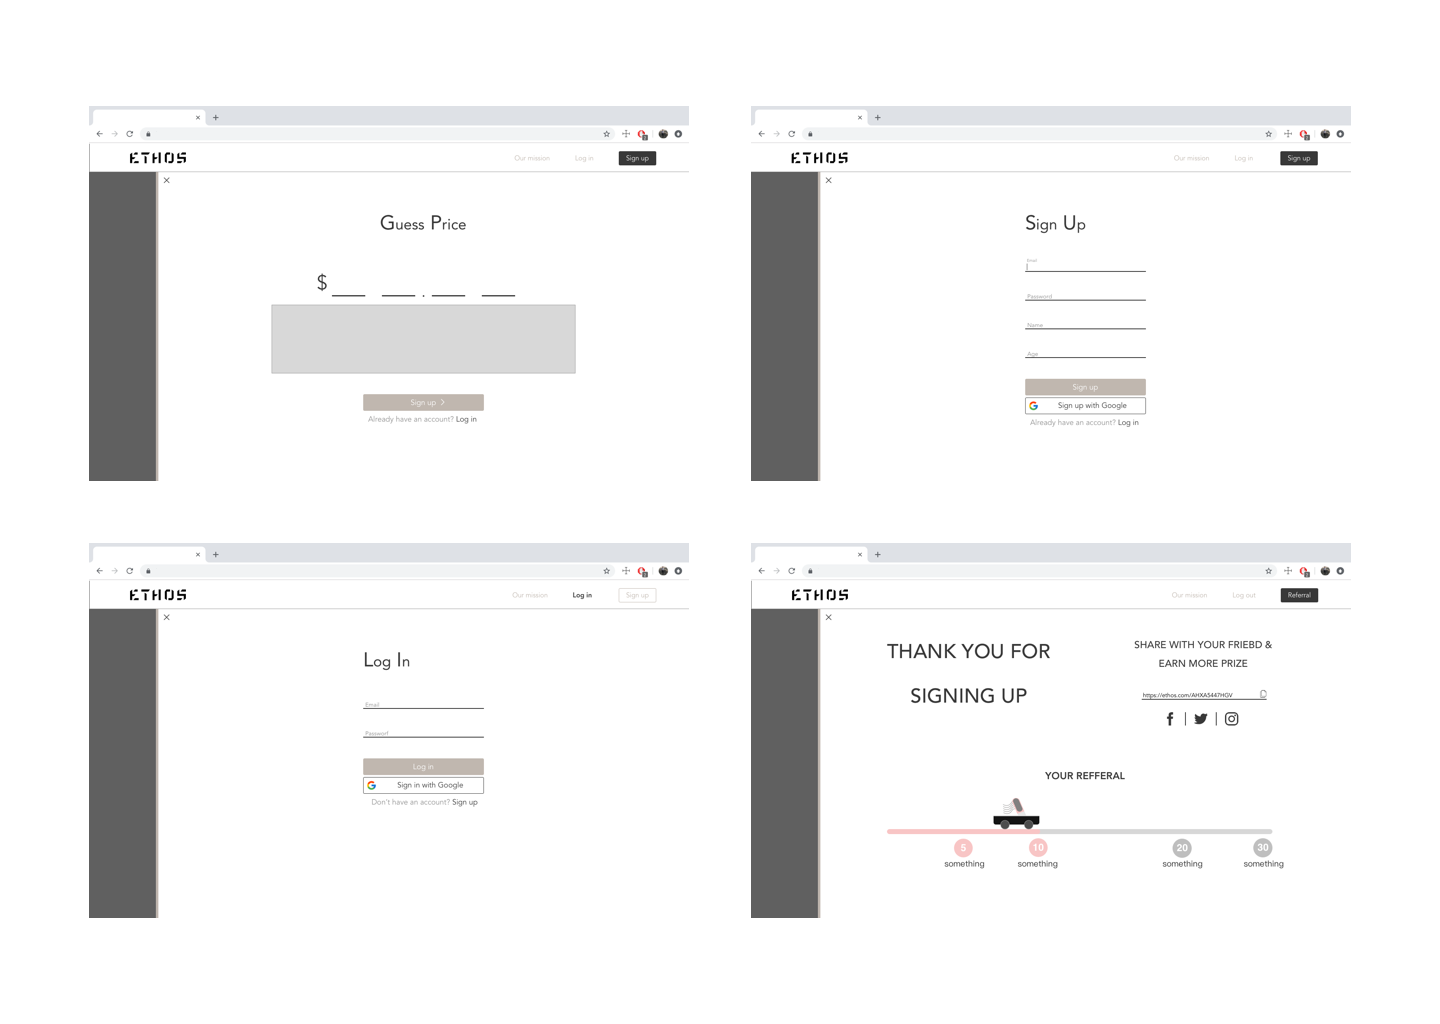 ETHOS
Our mission Log in Sign up
Guess Price
$ .
Sign up >
Already have an account? Log in
ETHOS
Our mission Log in Sign up
Sign Up
Email
Password
Name
Age
Sign up
Sign up with Google
Already have an account? Log in
ETHOS
Our mission Log in Sign up
Log In
Email
Passworf
Log in
Sign in with Google
Don't have an account? Sign up
ETHOS
Our mission Log out Referral
THANK YOU FOR
SIGNING UP
SHARE WITH YOUR FRIEBD &
EARN MORE PRIZE
https://ethos.com/AHXA5447HGV
YOUR REFFERAL
5 10 20 30
something something something something